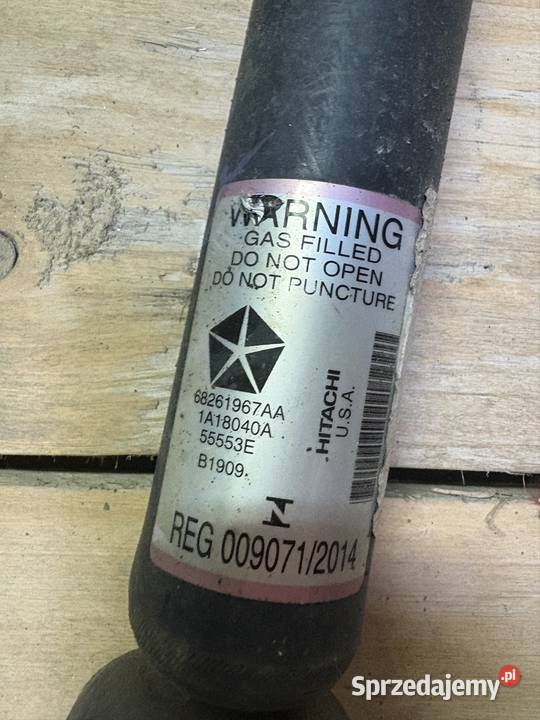 WARNING
GAS FILLED
DO NOT OPEN
DO NOT PUNCTURE
68261967AA
1A18040A
55553E
B1909
HITACHI
U.S.A.
N
REG 009071/2014
Sprzedajemy.pl